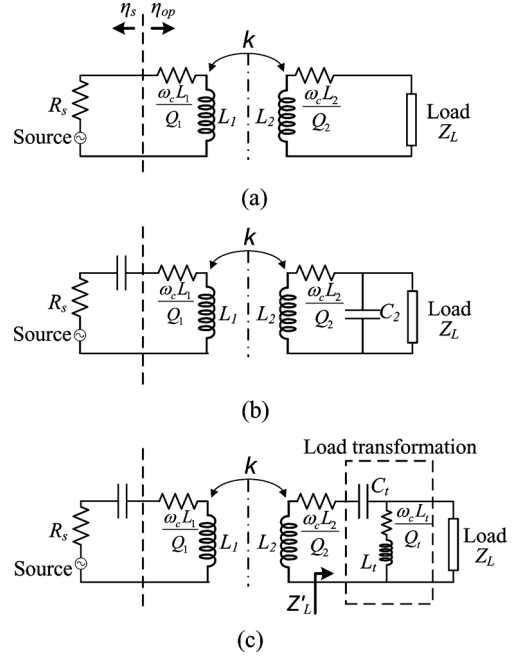 ηs ηop
k
Rs
ωcL1
Q1
L1
L2
ωcL2
Q2
Load
ZL
Source
(a)
k
Rs
ωcL1
Q1
L1
L2
ωcL2
Q2
C2
Load
ZL
Source
(b)
Load transformation
k
Ct
Rs
ωcL1
Q1
L1
L2
ωcL2
Q2
ωcLt
Qt
Lt
Load
ZL
Source
Z'L
(c)